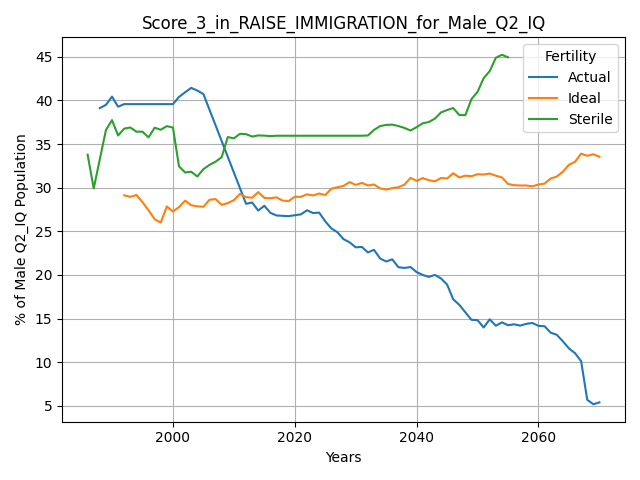 Score_3_in_RAISE_IMMIGRATION_for_Male_Q2_IQ
Fertility
Actual
Ideal
Sterile
% of Male Q2_IQ Population
45
40
35
30
25
20
15
10
5
2000 2020 2040 2060
Years